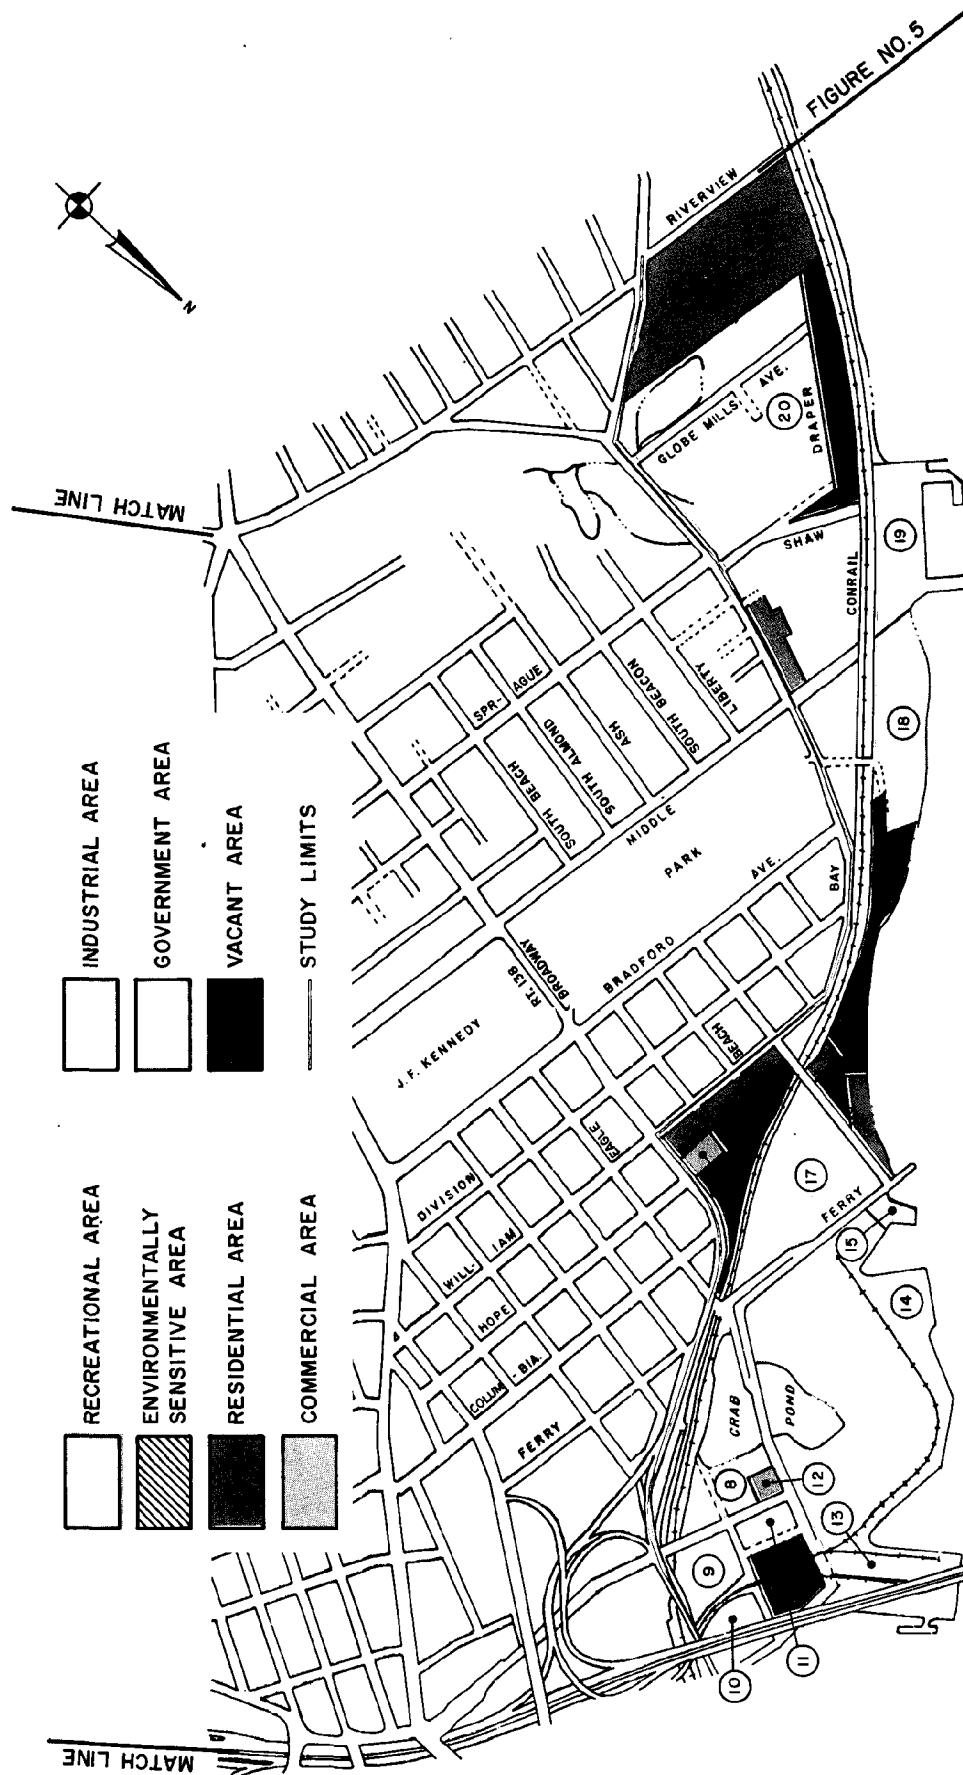 RECREATIONAL AREA
ENVIRONMENTALLY
SENSITIVE AREA
RESIDENTIAL AREA
COMMERCIAL AREA
INDUSTRIAL AREA
GOVERNMENT AREA
VACANT AREA
STUDY LIMITS
N
MATCH LINE
MATCH LINE
FIGURE NO. 5
RIVERVIEW
GLOBE MILLS AVE.
20
DRAPER
SHAW
CONRAIL
19
18
SPR-
AGUE
SOUTH BEACH
SOUTH ALMOND
ASH
SOUTH BEACON
LIBERTY
MIDDLE
PARK
BAY
BRADFORD AVE.
RT. 138
BROADWAY
J.F. KENNEDY
BEACH
EAGLE
DIVISION
WILL-
IAM
HOPE
COLUM-
BIA.
FERRY
17
FERRY
15
14
CRAB
POND
8
12
9
13
10
11